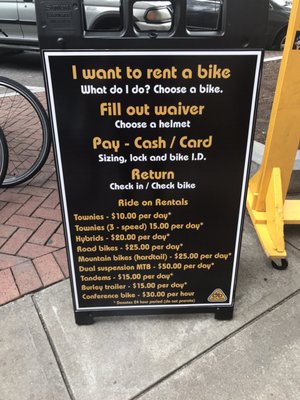 I want to rent a bike
What do I do? Choose a bike.
Fill out waiver
Choose a helmet
Pay - Cash / Card
Sizing, lock and bike I.D.
Return
Check in / Check bike
Ride on Rentals
Townies - $10.00 per day*
Townies (3 - speed) 15.00 per day*
Hybrids - $20.00 per day*
Road bikes - $25.00 per day*
Mountain bikes (hardtail) - $25.00 per day*
Dual suspension MTB - $50.00 per day*
Tandems - $15.00 per day*
Burley trailer - $15.00 per day*
Conference bike - $30.00 per hour
* Denotes 24 hour period (do not prorate)